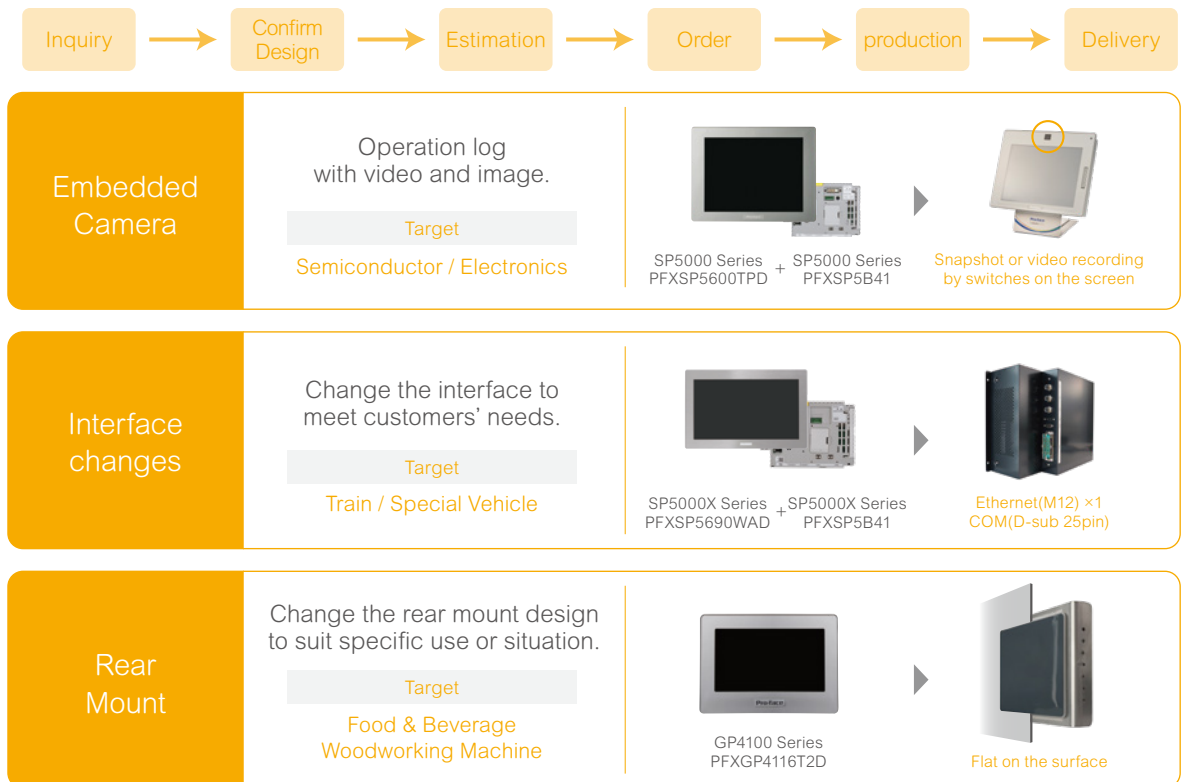 Inquiry
Confirm
Design
Estimation
Order
production
Delivery
Embedded
Camera
Operation log
with video and image.
Target
Semiconductor / Electronics
SP5000 Series
PFXSP5600TPD
+
SP5000 Series
PFXSP5B41
Snapshot or video recording
by switches on the screen
Interface
changes
Change the interface to
meet customers’ needs.
Target
Train / Special Vehicle
SP5000X Series
PFXSP5690WAD
+
SP5000X Series
PFXSP5B41
Ethernet(M12) ×1
COM(D-sub 25pin)
Rear
Mount
Change the rear mount design
to suit specific use or situation.
Target
Food & Beverage
Woodworking Machine
Pro-face
GP4100 Series
PFXGP4116T2D
Flat on the surface